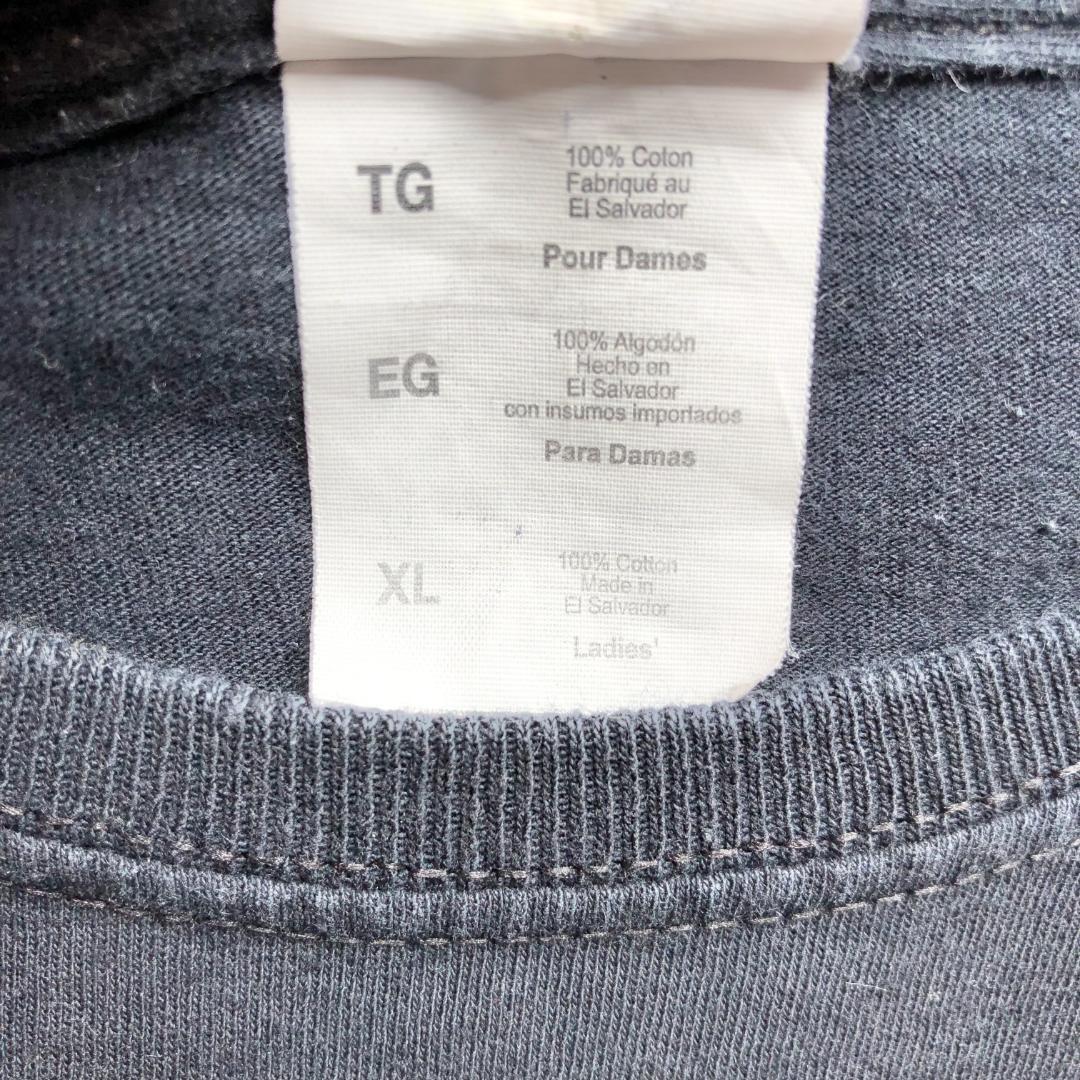 TG
100% Coton
Fabriqué au
El Salvador
Pour Dames
EG
100% Algodón
Hecho en
El Salvador
con insumos importados
Para Damas
XL
100% Cotton
Made in
El Salvador
Ladies'